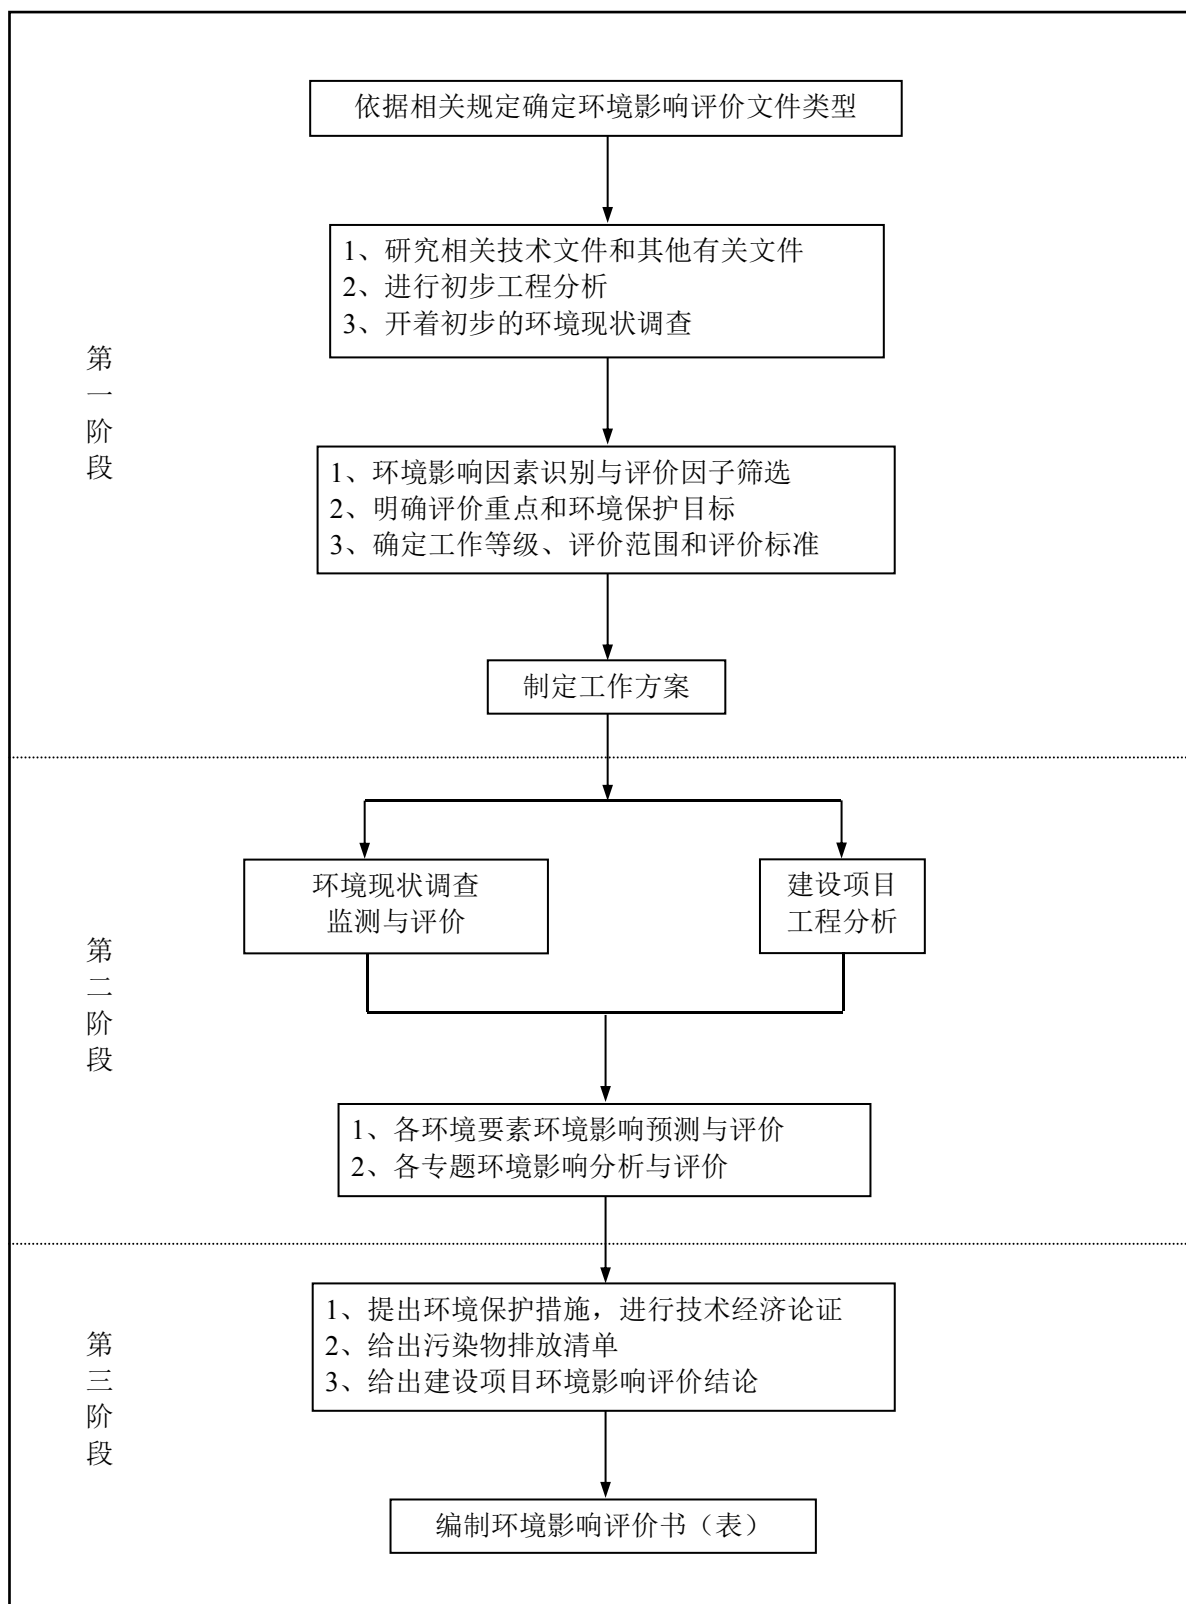 依据相关规定确定环境影响评价文件类型
1、研究相关技术文件和其他有关文件
2、进行初步工程分析
3、开着初步的环境现状调查
第一阶段
1、环境影响因素识别与评价因子筛选
2、明确评价重点和环境保护目标
3、确定工作等级、评价范围和评价标准
制定工作方案
环境现状调查
监测与评价
建设项目
工程分析
第二阶段
1、各环境要素环境影响预测与评价
2、各专题环境影响分析与评价
1、提出环境保护措施，进行技术经济论证
2、给出污染物排放清单
3、给出建设项目环境影响评价结论
第三阶段
编制环境影响评价书（表）